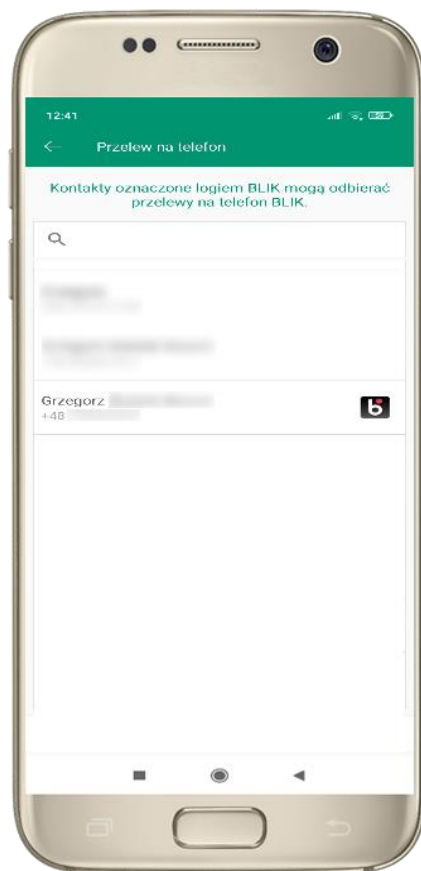 12:41
Przelew na telefon
Kontakty oznaczone logiem BLIK mogą odbierać
przelewy na telefon BLIK.
Grzegorz
+48